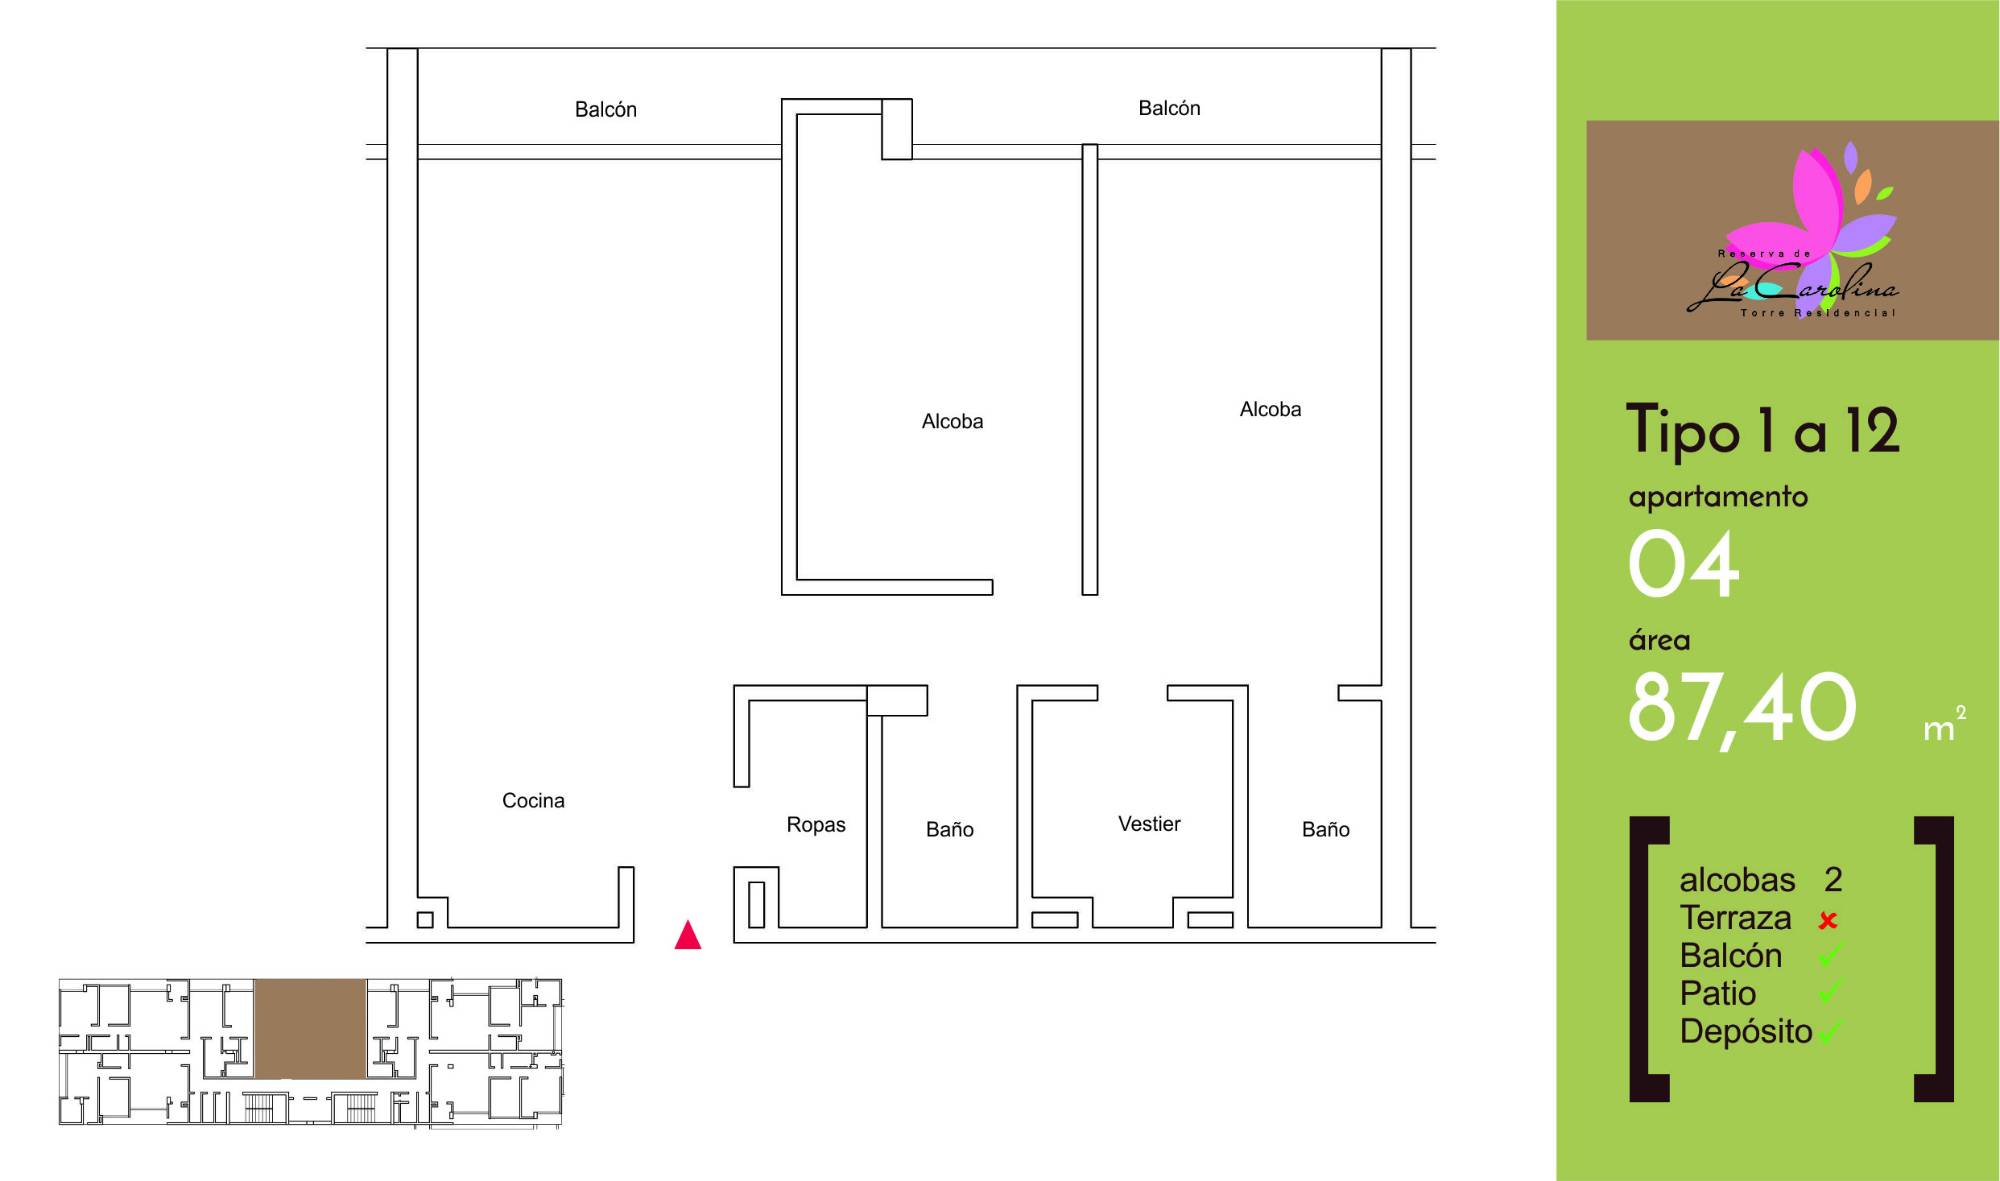 Balcón
Balcón
Alcoba
Alcoba
Cocina
Ropas
Baño
Vestier
Baño
Reserva de
La Carolina
Torre Residencial
Tipo 1 a 12
apartamento
04
área
87,40 m²
alcobas 2
Terraza ✘
Balcón ✓
Patio ✓
Depósito ✓